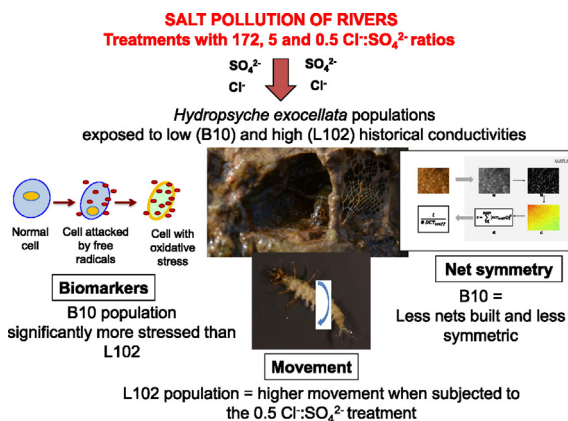 SALT POLLUTION OF RIVERS
Treatments with 172, 5 and 0.5 Cl⁻:SO₄²⁻ ratios
SO₄²⁻ SO₄²⁻
Cl⁻ Cl⁻
Hydropsyche exocellata populations
exposed to low (B10) and high (L102) historical conductivities
Normal
cell
Cell attacked
by free
radicals
Cell with
oxidative
stress
Biomarkers
B10 population
significantly more stressed than
L102
Net symmetry
B10 =
Less nets built and less
symmetric
Movement
L102 population = higher movement when subjected to
the 0.5 Cl⁻:SO₄²⁻ treatment